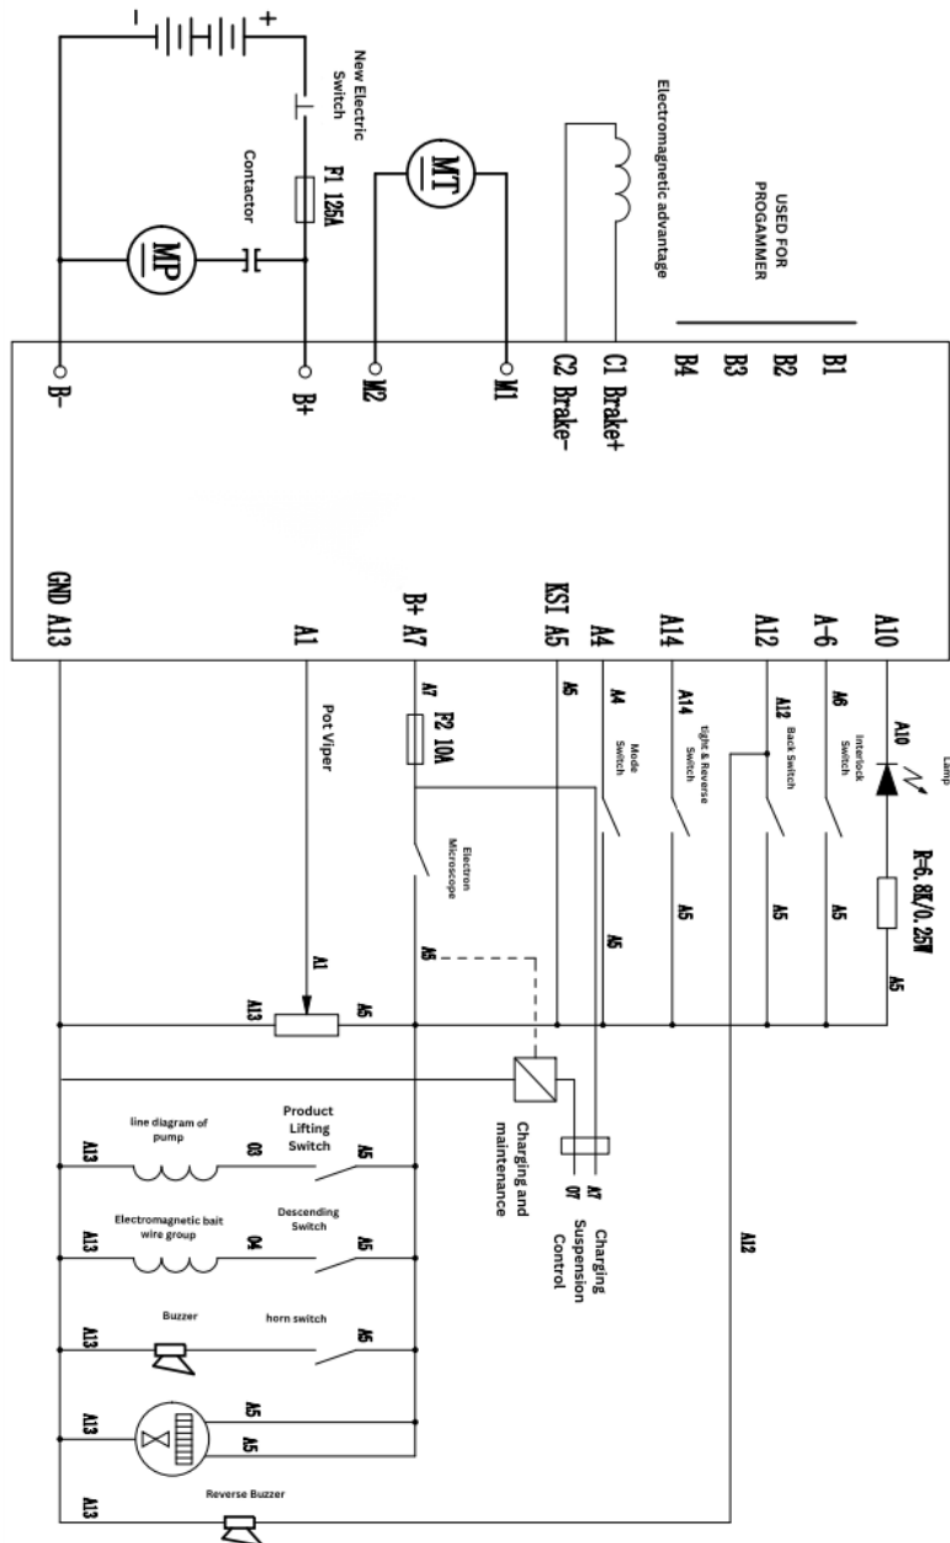 -
+
New Electric
Switch
F1 125A
Contactor
MP
MT
Electromagnetic advantage
USED FOR
PROGAMMER
B-
B+
M2
M1
C2 Brake-
C1 Brake+
B4
B3
B2
B1
GND A13
A1
B+ A7
KSI A5
A4
A14
A12
A-6
A10
Pot Viper
A7
F2 10A
A5
A4
Mode
Switch
A14
tight & Reverse
Switch
A12
Back Switch
A6
Interlock
Switch
A10
Lamp
R=6.8K/0.25W
Electron
Microscope
A5
A5
A5
A5
A5
A5
A1
A13
A5
Charging and
maintenance
07
A7
Charging
Suspension
Control
line diagram of
pump
Product
Lifting
Switch
A13
03
A5
Electromagnetic bait
wire group
Descending
Switch
A13
04
A5
A12
Buzzer
horn switch
A13
A5
A13
A5
A5
Reverse Buzzer
A13